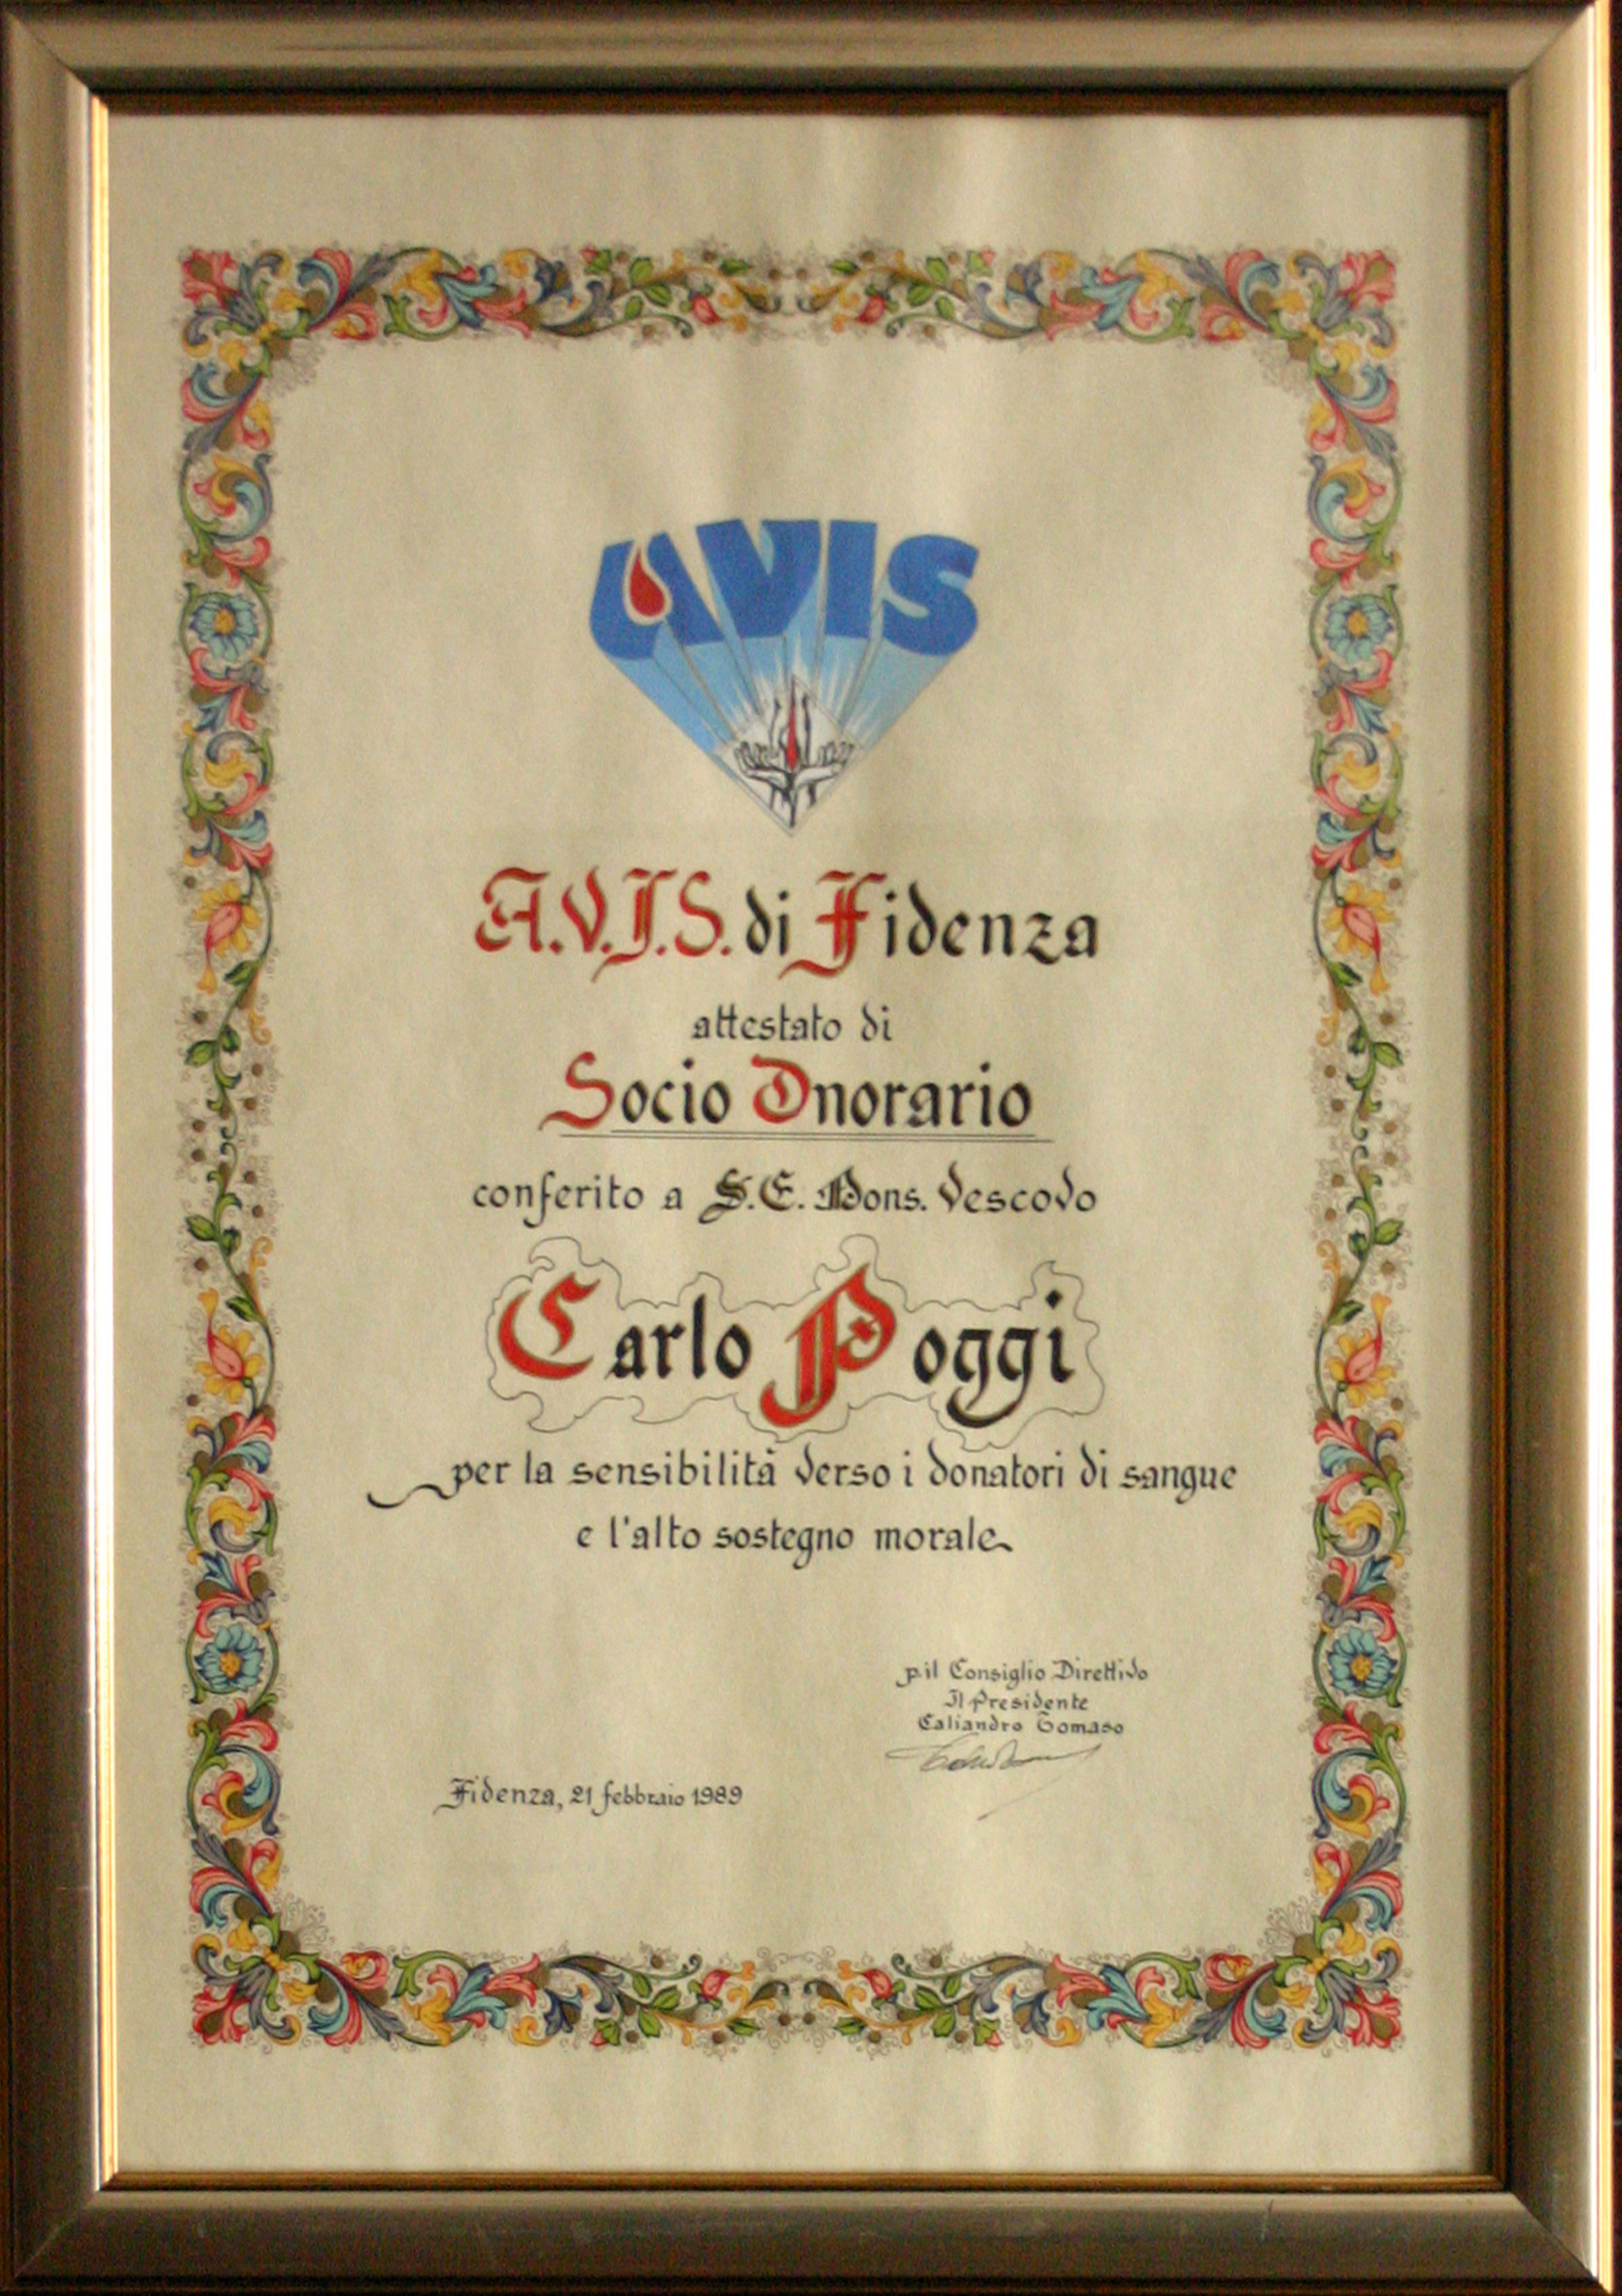 AVIS
A.V.I.S. di Fidenza
attestato di
Socio Onorario
conferito a S.E. Mons. Vescovo
Carlo Poggi
per la sensibilità verso i donatori di sangue
e l'alto sostegno morale
p.il Consiglio Direttivo
Il Presidente
Caliandro Tomaso
Fidenza, 21 febbraio 1989